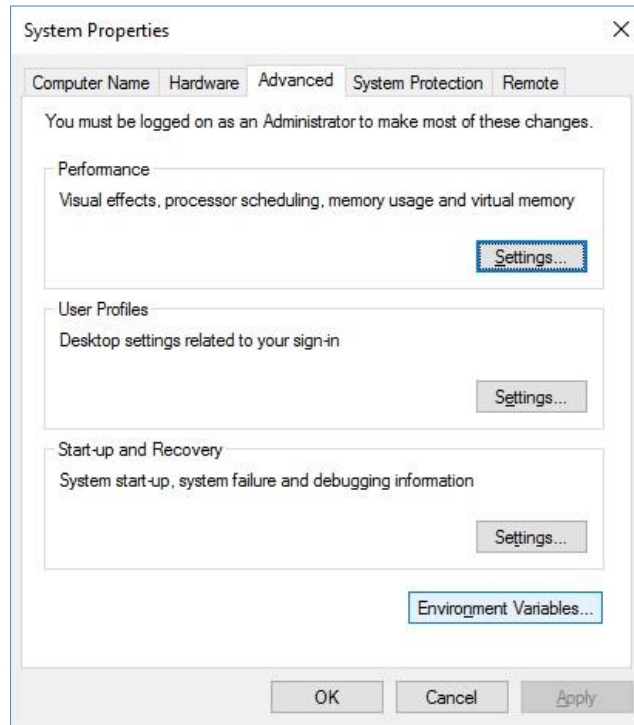 System Properties
Computer Name Hardware Advanced System Protection Remote
You must be logged on as an Administrator to make most of these changes.
Performance
Visual effects, processor scheduling, memory usage and virtual memory
Settings...
User Profiles
Desktop settings related to your sign-in
Settings...
Start-up and Recovery
System start-up, system failure and debugging information
Settings...
Environment Variables...
OK Cancel Apply